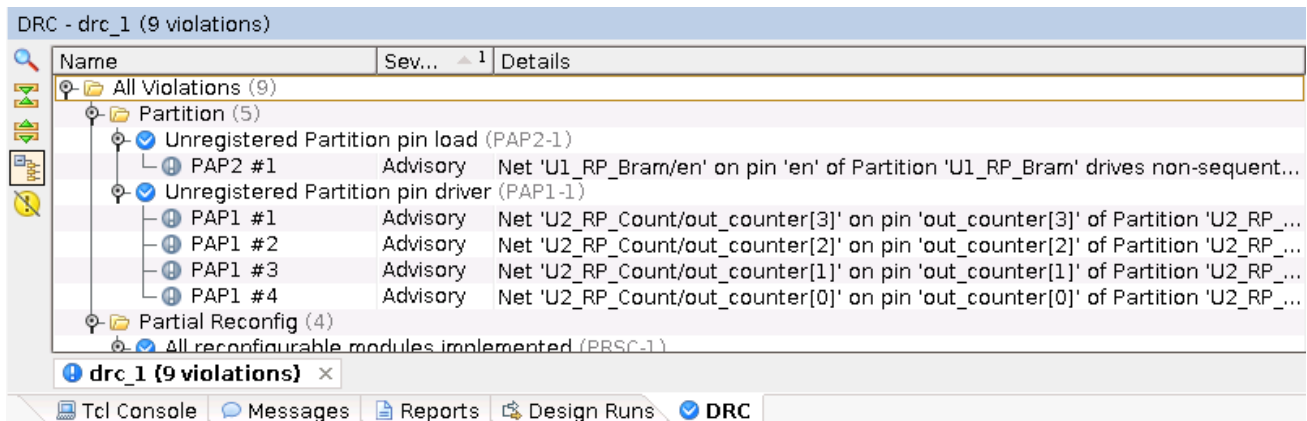 DRC - drc_1 (9 violations)
Name Sev... 1 Details
All Violations (9)
Partition (5)
Unregistered Partition pin load (PAP2-1)
PAP2 #1 Advisory Net 'U1_RP_Bram/en' on pin 'en' of Partition 'U1_RP_Bram' drives non-sequent...
Unregistered Partition pin driver (PAP1-1)
PAP1 #1 Advisory Net 'U2_RP_Count/out_counter[3]' on pin 'out_counter[3]' of Partition 'U2_RP_...
PAP1 #2 Advisory Net 'U2_RP_Count/out_counter[2]' on pin 'out_counter[2]' of Partition 'U2_RP_...
PAP1 #3 Advisory Net 'U2_RP_Count/out_counter[1]' on pin 'out_counter[1]' of Partition 'U2_RP_...
PAP1 #4 Advisory Net 'U2_RP_Count/out_counter[0]' on pin 'out_counter[0]' of Partition 'U2_RP_...
Partial Reconfig (4)
All reconfigurable modules implemented (PRSC-1)
drc_1 (9 violations) ×
Tcl Console Messages Reports Design Runs DRC